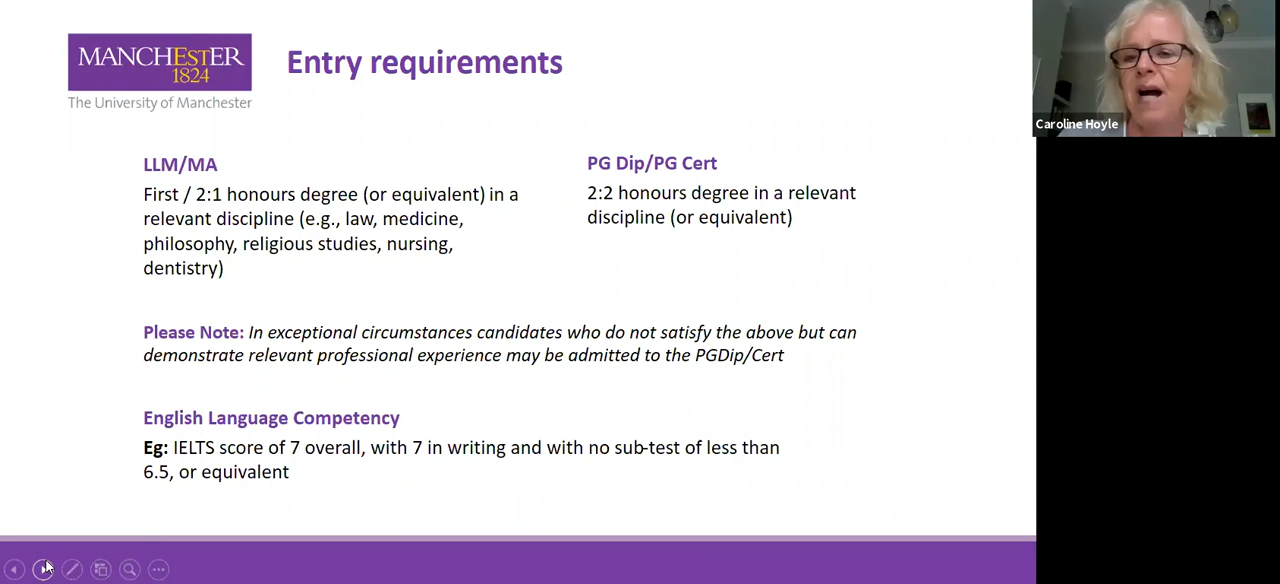 MANCHESTER
1824
The University of Manchester
Entry requirements
Caroline Hoyle
LLM/MA
First / 2:1 honours degree (or equivalent) in a
relevant discipline (e.g., law, medicine,
philosophy, religious studies, nursing,
dentistry)
PG Dip/PG Cert
2:2 honours degree in a relevant
discipline (or equivalent)
Please Note: In exceptional circumstances candidates who do not satisfy the above but can
demonstrate relevant professional experience may be admitted to the PGDip/Cert
English Language Competency
Eg: IELTS score of 7 overall, with 7 in writing and with no sub-test of less than
6.5, or equivalent